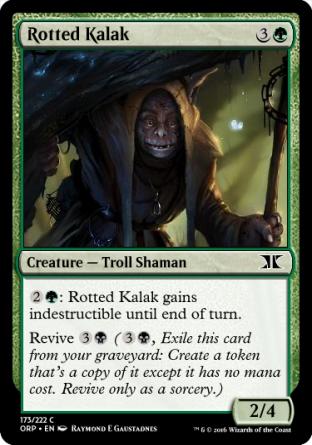 Rotted Kalak 3
Creature — Troll Shaman
2 : Rotted Kalak gains
indestructible until end of turn.
Revive 3 ( 3 , Exile this card
from your graveyard: Create a token
that's a copy of it except it has no mana
cost. Revive only as a sorcery.)
2/4
173/222 C
ORP • EN Raymond E Gaustadnes
™ & © 2016 Wizards of the Coast